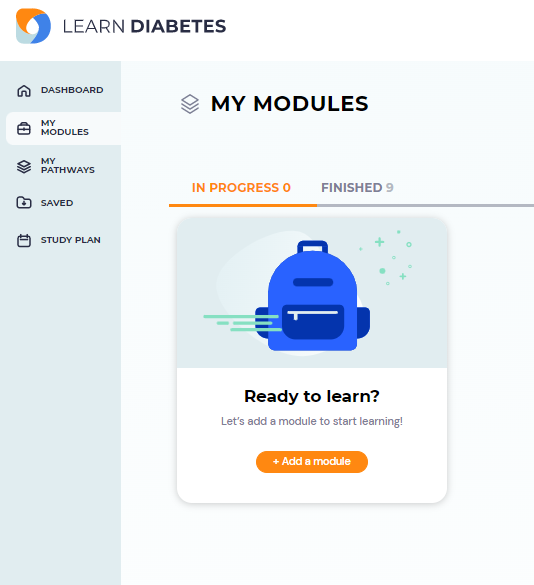 LEARN DIABETES
DASHBOARD
MY
MODULES
MY
PATHWAYS
SAVED
STUDY PLAN
MY MODULES
IN PROGRESS 0 FINISHED 9
Ready to learn?
Let's add a module to start learning!
+ Add a module